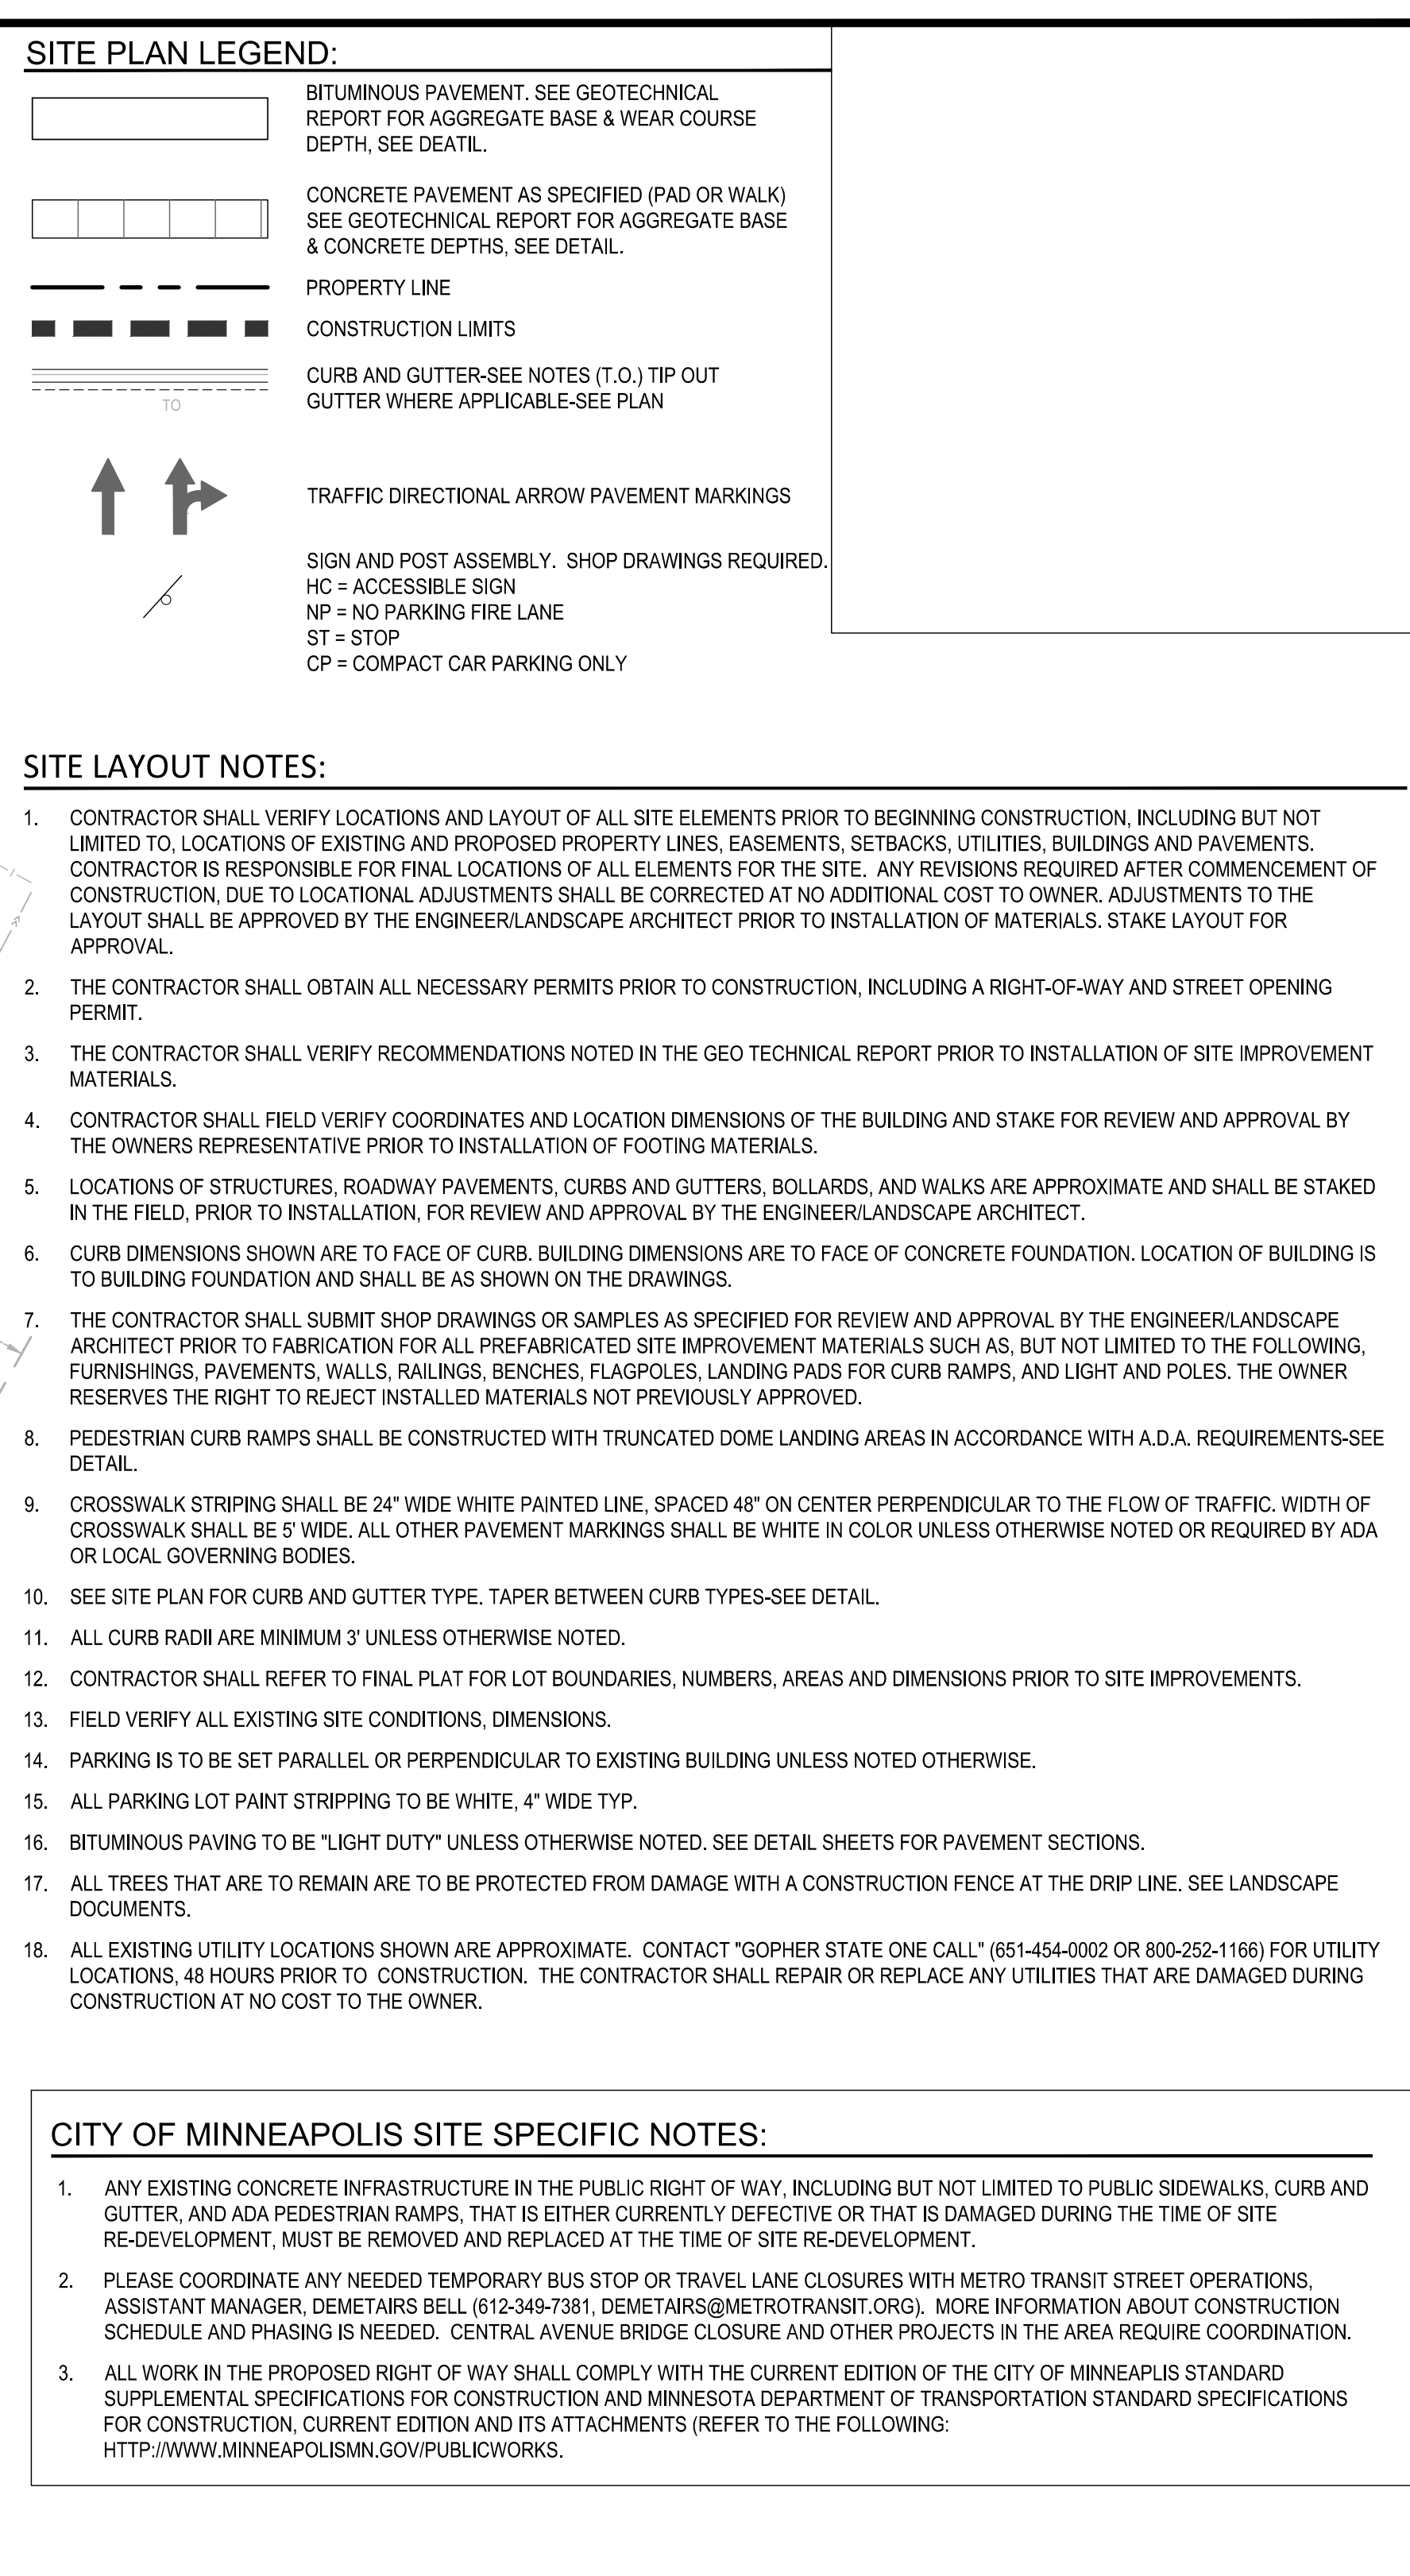 SITE PLAN LEGEND:
BITUMINOUS PAVEMENT. SEE GEOTECHNICAL
REPORT FOR AGGREGATE BASE & WEAR COURSE
DEPTH, SEE DEATIL.
CONCRETE PAVEMENT AS SPECIFIED (PAD OR WALK)
SEE GEOTECHNICAL REPORT FOR AGGREGATE BASE
& CONCRETE DEPTHS, SEE DETAIL.
PROPERTY LINE
CONSTRUCTION LIMITS
CURB AND GUTTER-SEE NOTES (T.O.) TIP OUT
GUTTER WHERE APPLICABLE-SEE PLAN
TO
TRAFFIC DIRECTIONAL ARROW PAVEMENT MARKINGS
SIGN AND POST ASSEMBLY. SHOP DRAWINGS REQUIRED.
HC = ACCESSIBLE SIGN
NP = NO PARKING FIRE LANE
ST = STOP
CP = COMPACT CAR PARKING ONLY
SITE LAYOUT NOTES:
1. CONTRACTOR SHALL VERIFY LOCATIONS AND LAYOUT OF ALL SITE ELEMENTS PRIOR TO BEGINNING CONSTRUCTION, INCLUDING BUT NOT
LIMITED TO, LOCATIONS OF EXISTING AND PROPOSED PROPERTY LINES, EASEMENTS, SETBACKS, UTILITIES, BUILDINGS AND PAVEMENTS.
CONTRACTOR IS RESPONSIBLE FOR FINAL LOCATIONS OF ALL ELEMENTS FOR THE SITE. ANY REVISIONS REQUIRED AFTER COMMENCEMENT OF
CONSTRUCTION, DUE TO LOCATIONAL ADJUSTMENTS SHALL BE CORRECTED AT NO ADDITIONAL COST TO OWNER. ADJUSTMENTS TO THE
LAYOUT SHALL BE APPROVED BY THE ENGINEER/LANDSCAPE ARCHITECT PRIOR TO INSTALLATION OF MATERIALS. STAKE LAYOUT FOR
APPROVAL.
2. THE CONTRACTOR SHALL OBTAIN ALL NECESSARY PERMITS PRIOR TO CONSTRUCTION, INCLUDING A RIGHT-OF-WAY AND STREET OPENING
PERMIT.
3. THE CONTRACTOR SHALL VERIFY RECOMMENDATIONS NOTED IN THE GEO TECHNICAL REPORT PRIOR TO INSTALLATION OF SITE IMPROVEMENT
MATERIALS.
4. CONTRACTOR SHALL FIELD VERIFY COORDINATES AND LOCATION DIMENSIONS OF THE BUILDING AND STAKE FOR REVIEW AND APPROVAL BY
THE OWNERS REPRESENTATIVE PRIOR TO INSTALLATION OF FOOTING MATERIALS.
5. LOCATIONS OF STRUCTURES, ROADWAY PAVEMENTS, CURBS AND GUTTERS, BOLLARDS, AND WALKS ARE APPROXIMATE AND SHALL BE STAKED
IN THE FIELD, PRIOR TO INSTALLATION, FOR REVIEW AND APPROVAL BY THE ENGINEER/LANDSCAPE ARCHITECT.
6. CURB DIMENSIONS SHOWN ARE TO FACE OF CURB. BUILDING DIMENSIONS ARE TO FACE OF CONCRETE FOUNDATION. LOCATION OF BUILDING IS
TO BUILDING FOUNDATION AND SHALL BE AS SHOWN ON THE DRAWINGS.
7. THE CONTRACTOR SHALL SUBMIT SHOP DRAWINGS OR SAMPLES AS SPECIFIED FOR REVIEW AND APPROVAL BY THE ENGINEER/LANDSCAPE
ARCHITECT PRIOR TO FABRICATION FOR ALL PREFABRICATED SITE IMPROVEMENT MATERIALS SUCH AS, BUT NOT LIMITED TO THE FOLLOWING,
FURNISHINGS, PAVEMENTS, WALLS, RAILINGS, BENCHES, FLAGPOLES, LANDING PADS FOR CURB RAMPS, AND LIGHT AND POLES. THE OWNER
RESERVES THE RIGHT TO REJECT INSTALLED MATERIALS NOT PREVIOUSLY APPROVED.
8. PEDESTRIAN CURB RAMPS SHALL BE CONSTRUCTED WITH TRUNCATED DOME LANDING AREAS IN ACCORDANCE WITH A.D.A. REQUIREMENTS-SEE
DETAIL.
9. CROSSWALK STRIPING SHALL BE 24" WIDE WHITE PAINTED LINE, SPACED 48" ON CENTER PERPENDICULAR TO THE FLOW OF TRAFFIC. WIDTH OF
CROSSWALK SHALL BE 5' WIDE. ALL OTHER PAVEMENT MARKINGS SHALL BE WHITE IN COLOR UNLESS OTHERWISE NOTED OR REQUIRED BY ADA
OR LOCAL GOVERNING BODIES.
10. SEE SITE PLAN FOR CURB AND GUTTER TYPE. TAPER BETWEEN CURB TYPES-SEE DETAIL.
11. ALL CURB RADII ARE MINIMUM 3' UNLESS OTHERWISE NOTED.
12. CONTRACTOR SHALL REFER TO FINAL PLAT FOR LOT BOUNDARIES, NUMBERS, AREAS AND DIMENSIONS PRIOR TO SITE IMPROVEMENTS.
13. FIELD VERIFY ALL EXISTING SITE CONDITIONS, DIMENSIONS.
14. PARKING IS TO BE SET PARALLEL OR PERPENDICULAR TO EXISTING BUILDING UNLESS NOTED OTHERWISE.
15. ALL PARKING LOT PAINT STRIPPING TO BE WHITE, 4" WIDE TYP.
16. BITUMINOUS PAVING TO BE "LIGHT DUTY" UNLESS OTHERWISE NOTED. SEE DETAIL SHEETS FOR PAVEMENT SECTIONS.
17. ALL TREES THAT ARE TO REMAIN ARE TO BE PROTECTED FROM DAMAGE WITH A CONSTRUCTION FENCE AT THE DRIP LINE. SEE LANDSCAPE
DOCUMENTS.
18. ALL EXISTING UTILITY LOCATIONS SHOWN ARE APPROXIMATE. CONTACT "GOPHER STATE ONE CALL" (651-454-0002 OR 800-252-1166) FOR UTILITY
LOCATIONS, 48 HOURS PRIOR TO CONSTRUCTION. THE CONTRACTOR SHALL REPAIR OR REPLACE ANY UTILITIES THAT ARE DAMAGED DURING
CONSTRUCTION AT NO COST TO THE OWNER.
CITY OF MINNEAPOLIS SITE SPECIFIC NOTES:
1. ANY EXISTING CONCRETE INFRASTRUCTURE IN THE PUBLIC RIGHT OF WAY, INCLUDING BUT NOT LIMITED TO PUBLIC SIDEWALKS, CURB AND
GUTTER, AND ADA PEDESTRIAN RAMPS, THAT IS EITHER CURRENTLY DEFECTIVE OR THAT IS DAMAGED DURING THE TIME OF SITE
RE-DEVELOPMENT, MUST BE REMOVED AND REPLACED AT THE TIME OF SITE RE-DEVELOPMENT.
2. PLEASE COORDINATE ANY NEEDED TEMPORARY BUS STOP OR TRAVEL LANE CLOSURES WITH METRO TRANSIT STREET OPERATIONS,
ASSISTANT MANAGER, DEMETAIRS BELL (612-349-7381, DEMETAIRS@METROTRANSIT.ORG). MORE INFORMATION ABOUT CONSTRUCTION
SCHEDULE AND PHASING IS NEEDED. CENTRAL AVENUE BRIDGE CLOSURE AND OTHER PROJECTS IN THE AREA REQUIRE COORDINATION.
3. ALL WORK IN THE PROPOSED RIGHT OF WAY SHALL COMPLY WITH THE CURRENT EDITION OF THE CITY OF MINNEAPLIS STANDARD
SUPPLEMENTAL SPECIFICATIONS FOR CONSTRUCTION AND MINNESOTA DEPARTMENT OF TRANSPORTATION STANDARD SPECIFICATIONS
FOR CONSTRUCTION, CURRENT EDITION AND ITS ATTACHMENTS (REFER TO THE FOLLOWING:
HTTP://WWW.MINNEAPOLISMN.GOV/PUBLICWORKS.